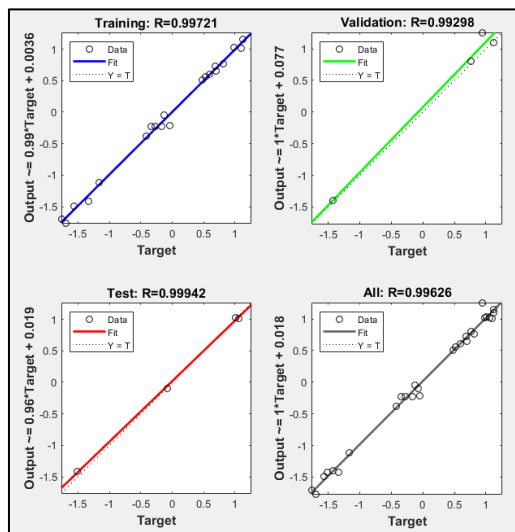 Training: R=0.99721
Output ~= 0.99*Target + 0.0036
Data
Fit
Y = T
1
0.5
0
-0.5
-1
-1.5
-1.5 -1 -0.5 0 0.5 1
Target
Validation: R=0.99298
Output ~= 1*Target + 0.077
Data
Fit
Y = T
1
0.5
0
-0.5
-1
-1.5
-1.5 -1 -0.5 0 0.5 1
Target
Test: R=0.99942
Output ~= 0.96*Target + 0.019
Data
Fit
Y = T
1
0.5
0
-0.5
-1
-1.5
-1.5 -1 -0.5 0 0.5 1
Target
All: R=0.99626
Output ~= 1*Target + 0.018
Data
Fit
Y = T
1
0.5
0
-0.5
-1
-1.5
-1.5 -1 -0.5 0 0.5 1
Target